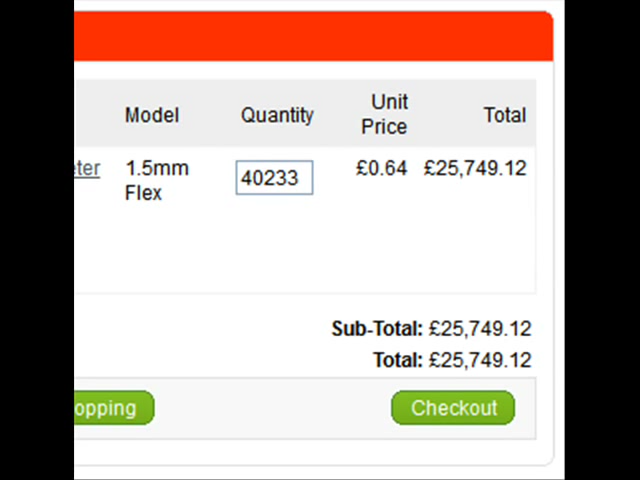 Model Quantity Unit Price Total
eter 1.5mm Flex 40233 £0.64 £25,749.12
Sub-Total: £25,749.12
Total: £25,749.12
opping Checkout